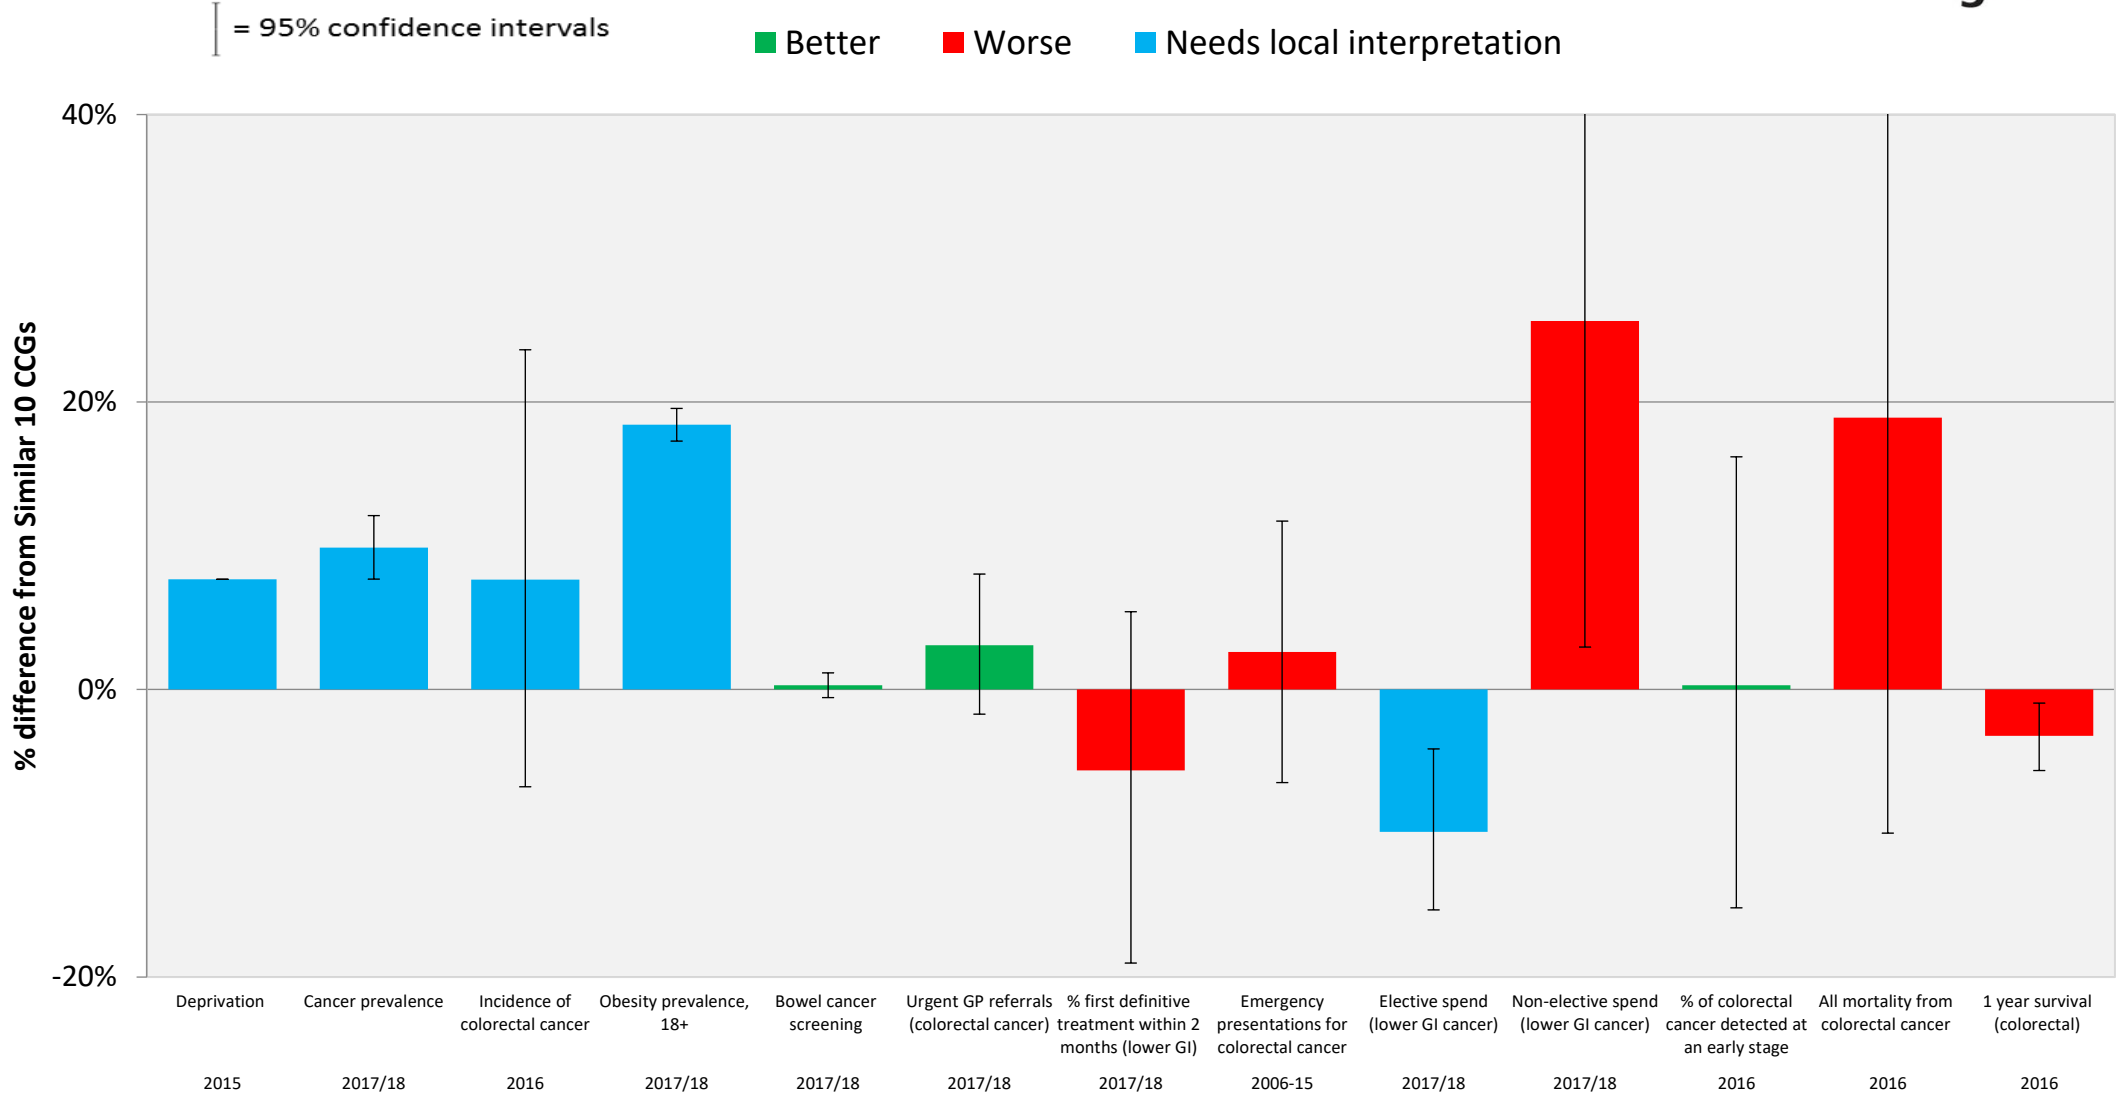 = 95% confidence intervals
Better Worse Needs local interpretation
40%
20%
0%
-20%
% difference from Similar 10 CCGs
Deprivation
2015
Cancer prevalence
2017/18
Incidence of
colorectal cancer
2016
Obesity prevalence,
18+
2017/18
Bowel cancer
screening
2017/18
Urgent GP referrals
(colorectal cancer)
2017/18
% first definitive
treatment within 2
months (lower GI)
2017/18
Emergency
presentations for
colorectal cancer
2006-15
Elective spend
(lower GI cancer)
2017/18
Non-elective spend
(lower GI cancer)
2017/18
% of colorectal
cancer detected at
an early stage
2016
All mortality from
colorectal cancer
2016
1 year survival
(colorectal)
2016